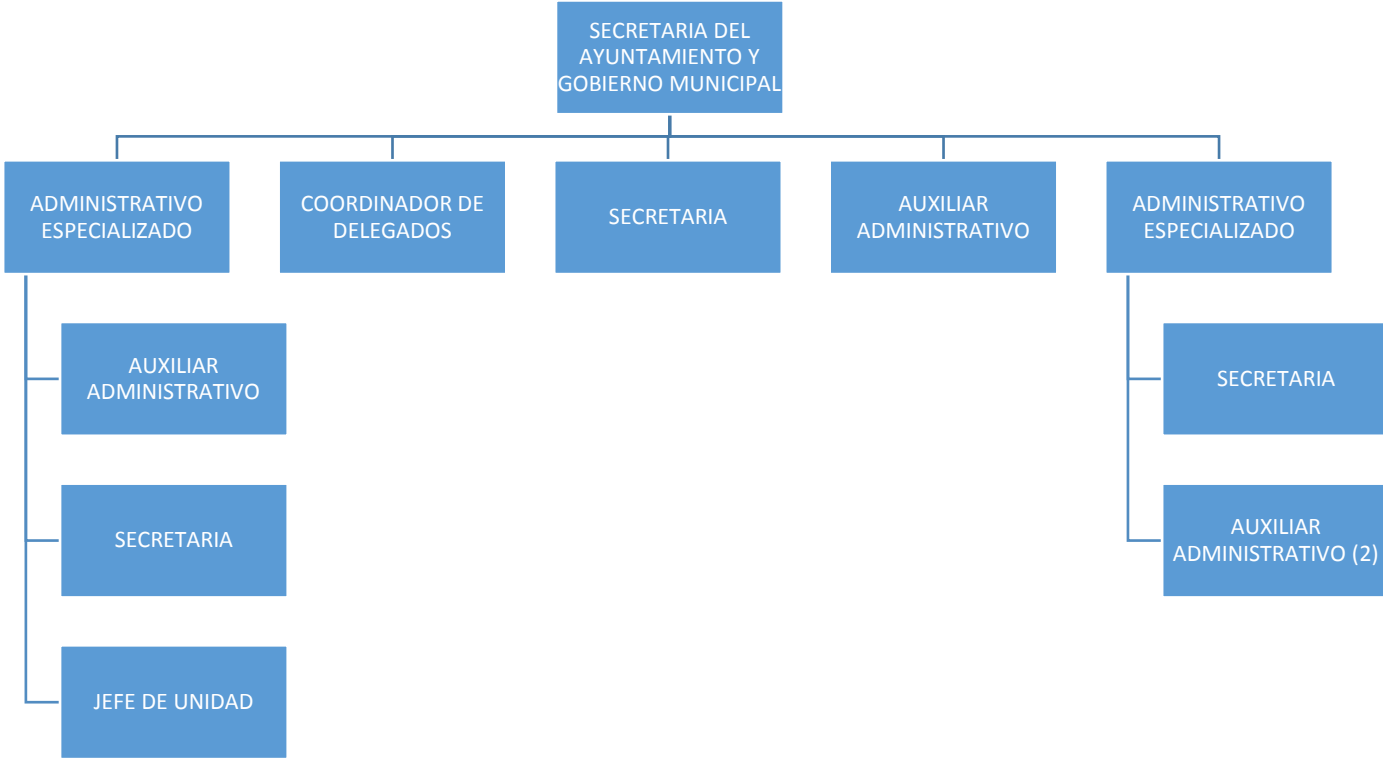 SECRETARIA DEL
AYUNTAMIENTO Y
GOBIERNO MUNICIPAL
ADMINISTRATIVO
ESPECIALIZADO
COORDINADOR DE
DELEGADOS
SECRETARIA
AUXILIAR
ADMINISTRATIVO
ADMINISTRATIVO
ESPECIALIZADO
AUXILIAR
ADMINISTRATIVO
SECRETARIA
JEFE DE UNIDAD
SECRETARIA
AUXILIAR
ADMINISTRATIVO (2)